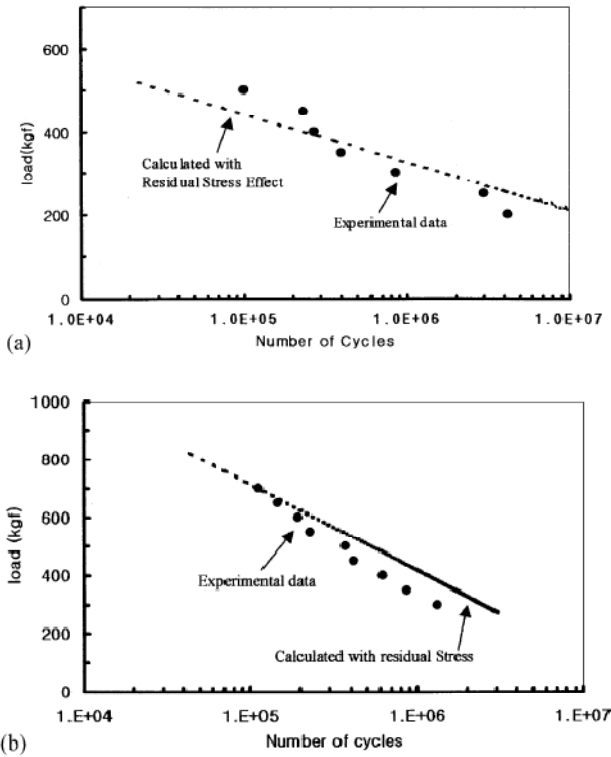 600
400
200
0
load(kgf)
Calculated with
Residual Stress Effect
Experimental data
1.0E+04
1.0E+05
1.0E+06
1.0E+07
Number of Cycles
(a)
1000
800
600
400
200
0
load (kgf)
Experimental data
Calculated with residual Stress
1.E+04
1.E+05
1.E+06
1.E+07
Number of cycles
(b)